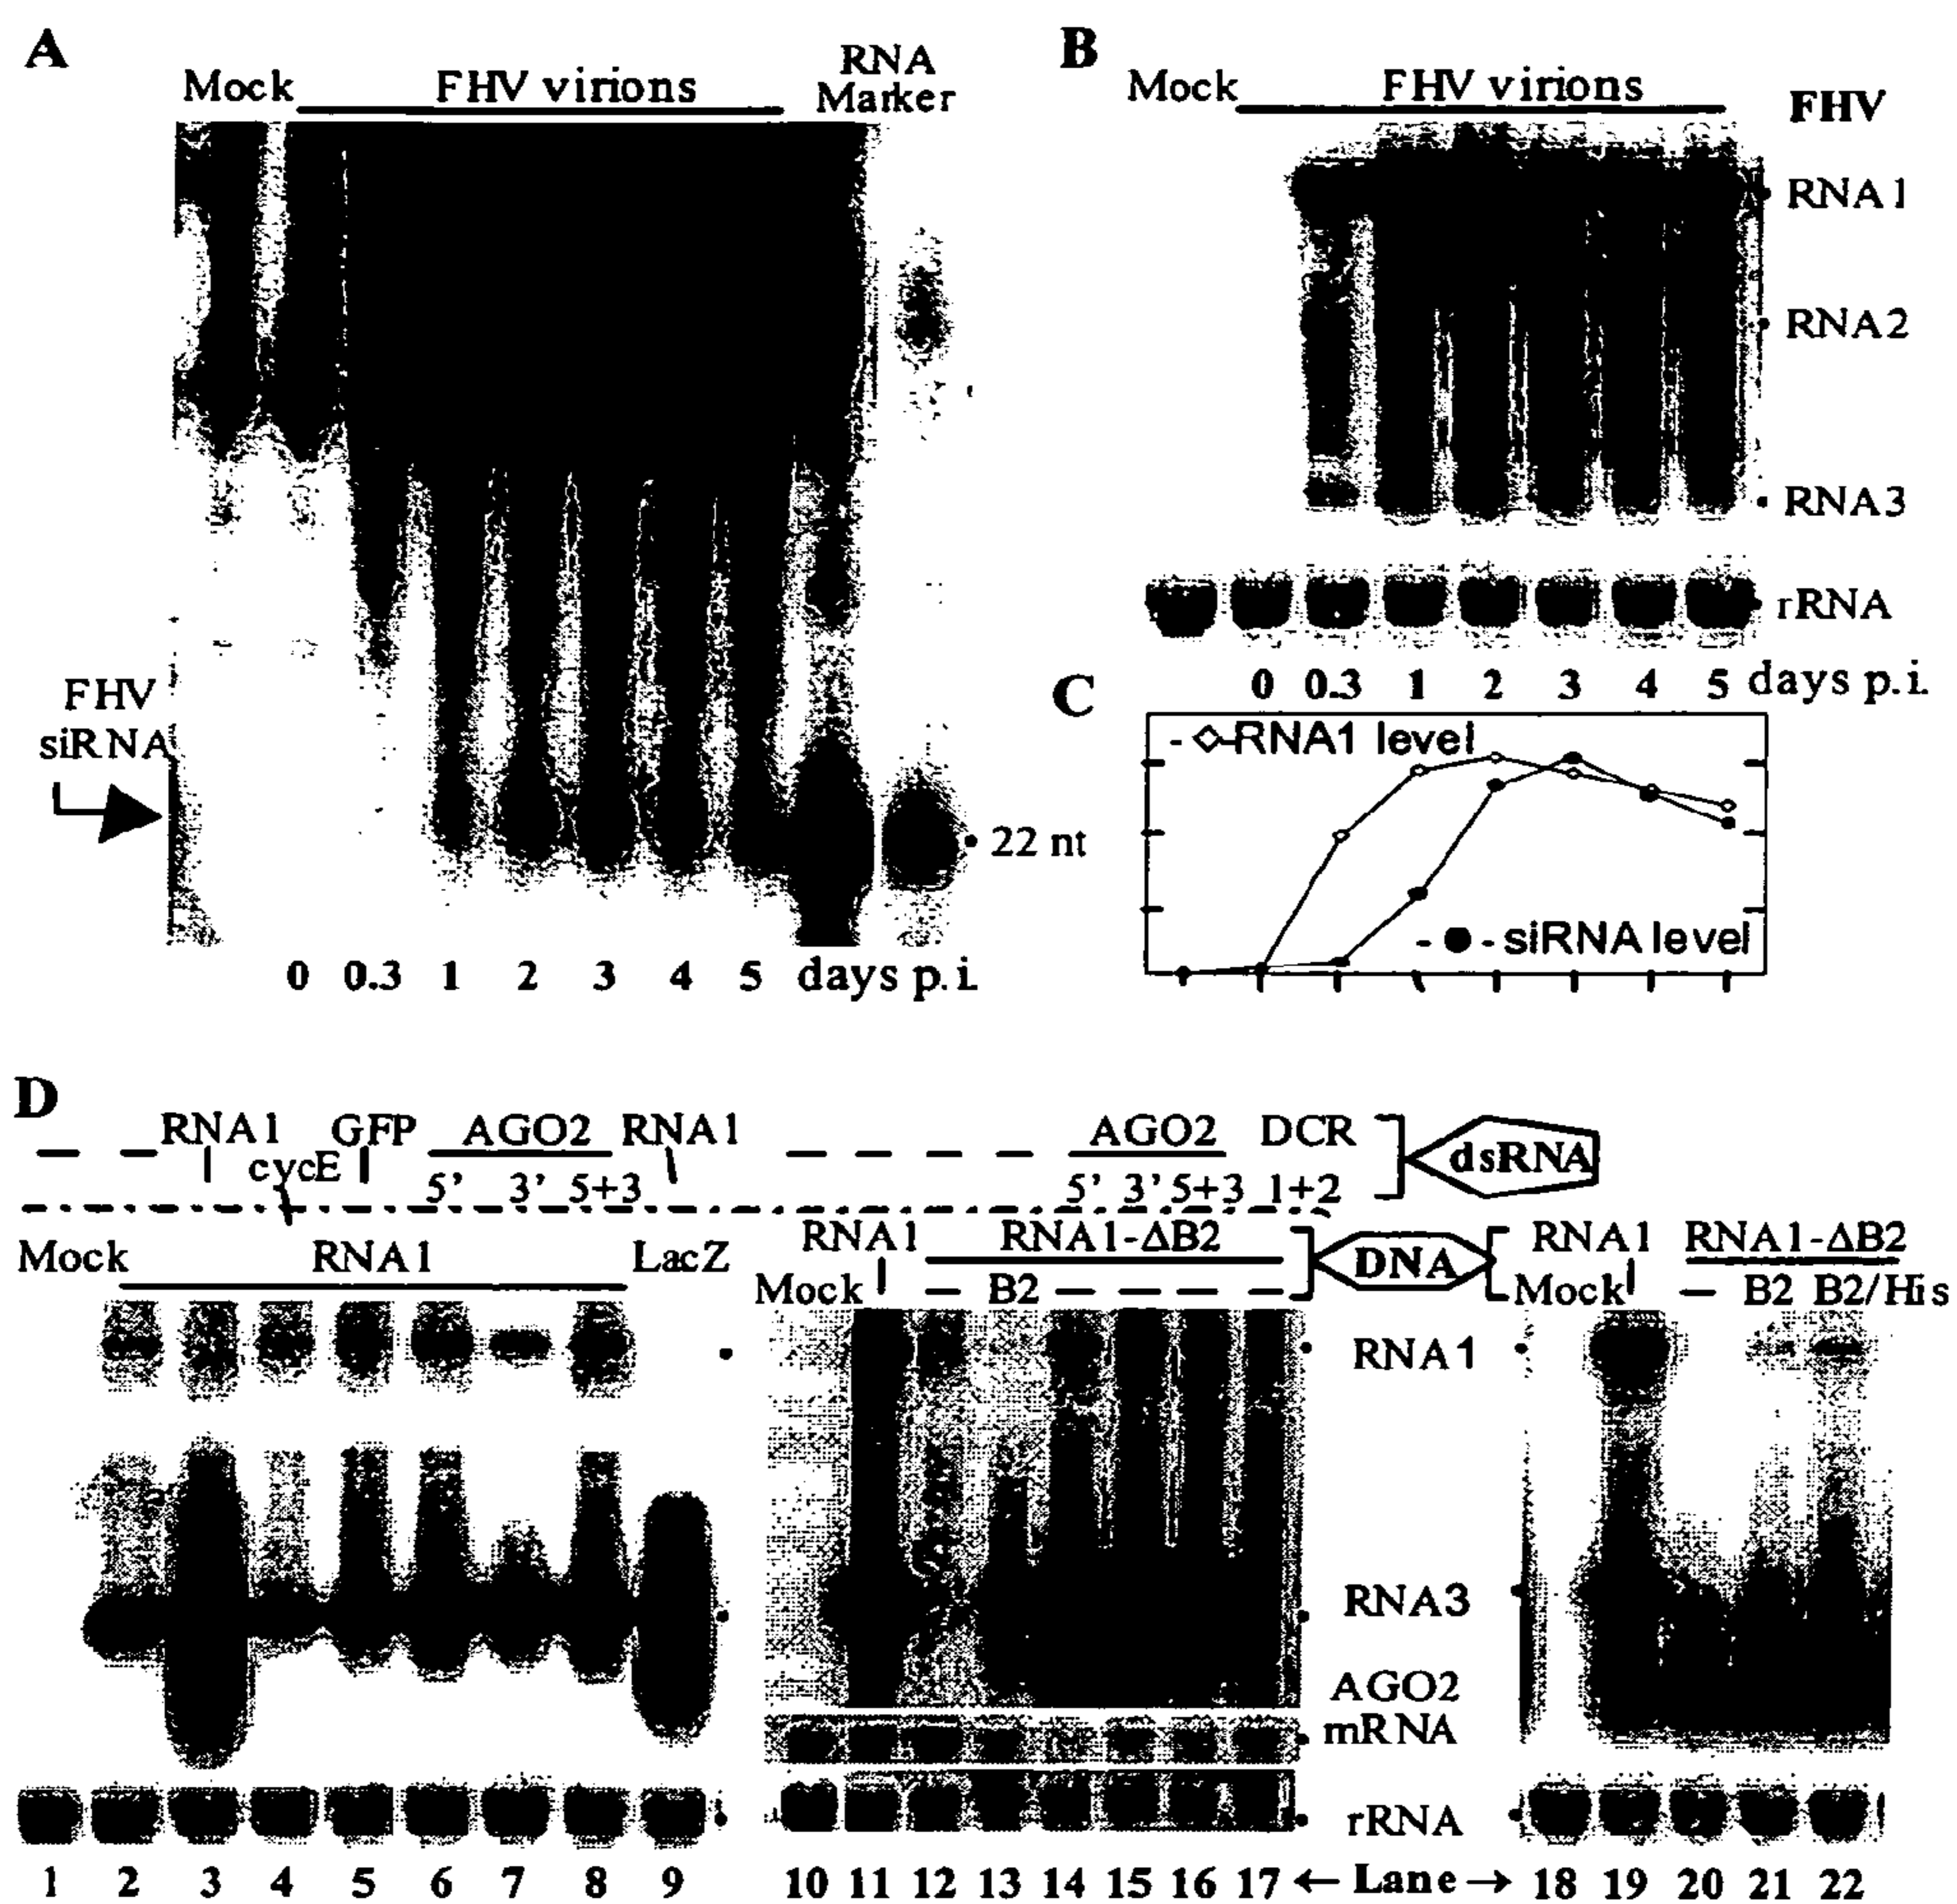 A
Mock FHV virions RNA Marker
FHV siRNA
22 nt
0 0.3 1 2 3 4 5 days p.i.
B
Mock FHV virions FHV
RNA1
RNA2
RNA3
rRNA
0 0.3 1 2 3 4 5 days p.i.
C
-◇-RNA1 level
-●-siRNA level
D
— — RNA1 cycE GFP AGO2 RNA1 — — — — AGO2 DCR dsRNA
5' 3' 5+3 5' 3' 5+3 1+2
Mock RNA1 LacZ
RNA1 RNA1-ΔB2 DNA RNA1 RNA1-ΔB2
Mock — B2 — — — — Mock — B2 B2/His
RNA1
RNA3
AGO2
mRNA
rRNA
1 2 3 4 5 6 7 8 9 10 11 12 13 14 15 16 17 ← Lane → 18 19 20 21 22